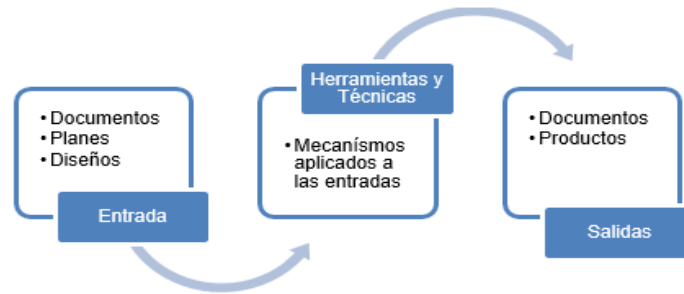 • Documentos
• Planes
• Diseños
Entrada
Herramientas y
Técnicas
• Mecanísmos
aplicados a
las entradas
• Documentos
• Productos
Salidas